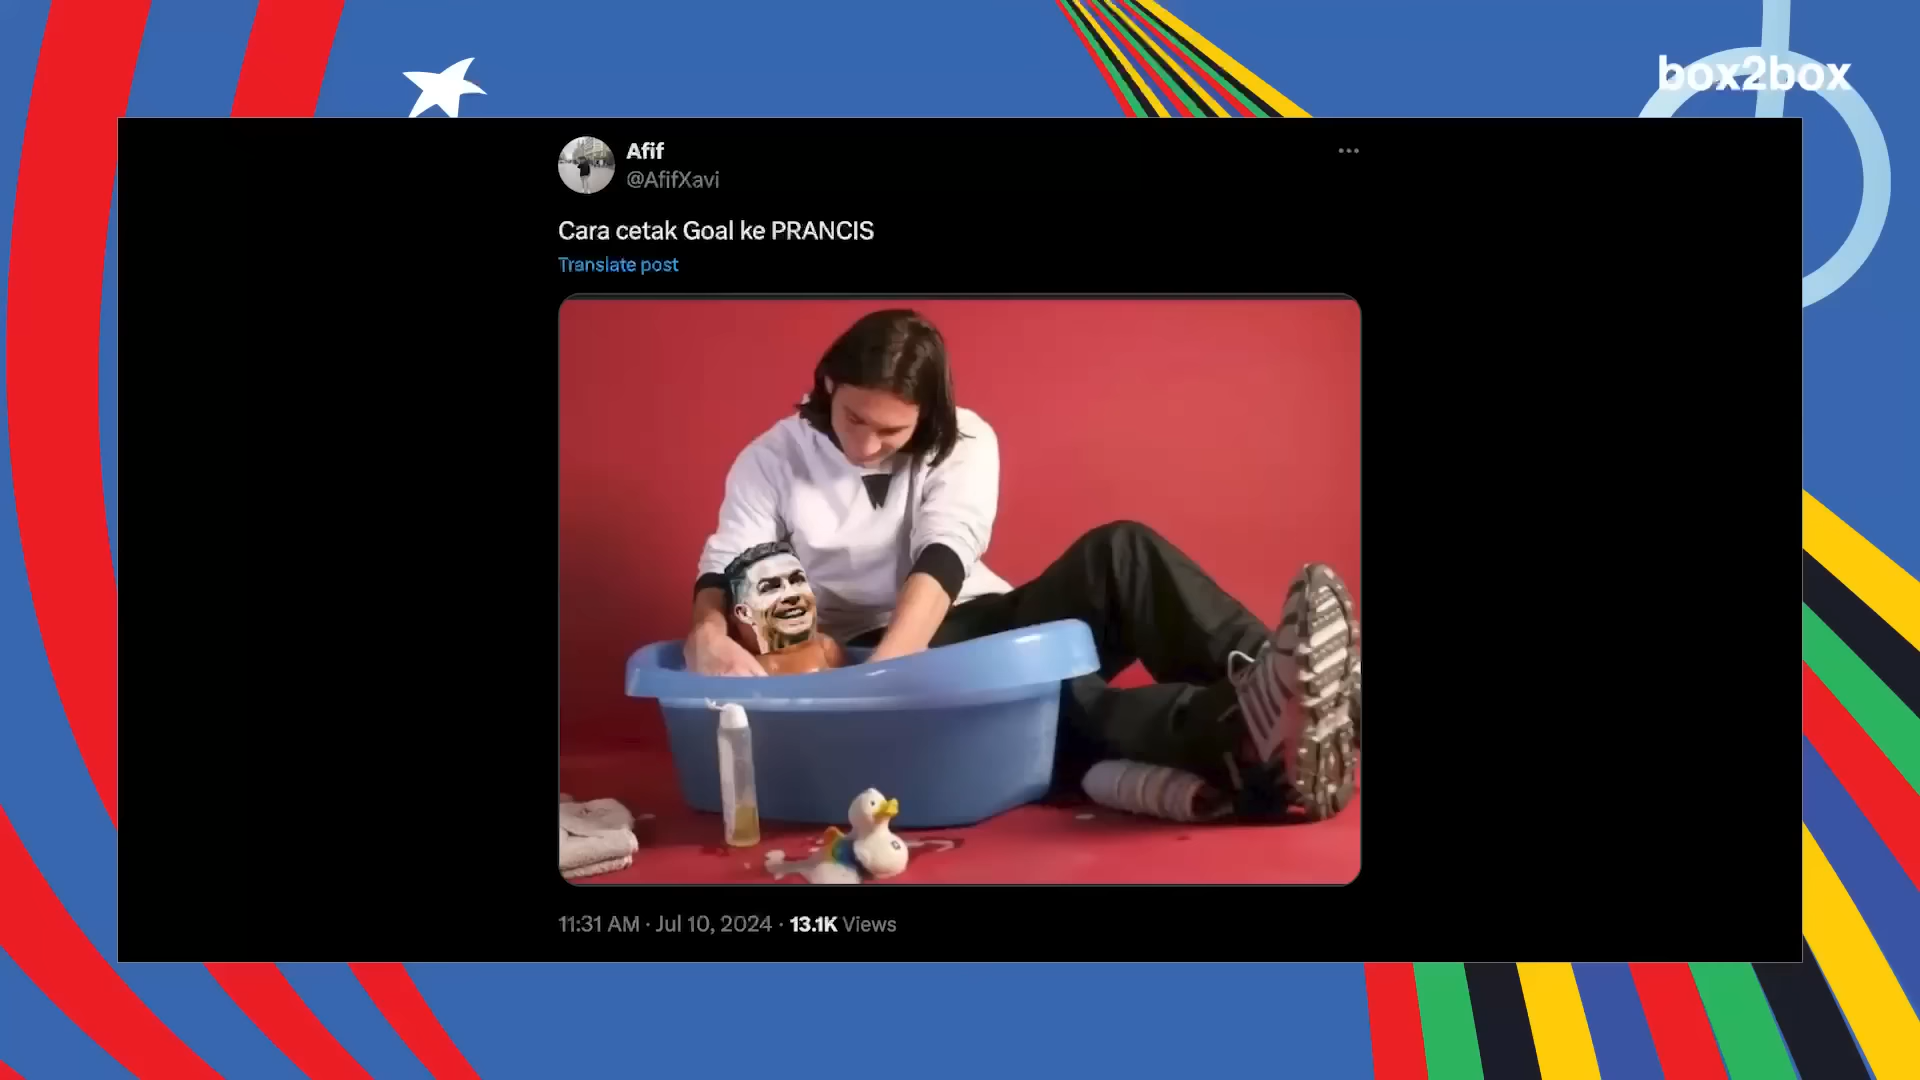 box2box
Afif
@AfifXavi
Cara cetak Goal ke PRANCIS
Translate post
11:31 AM · Jul 10, 2024 · 13.1K Views